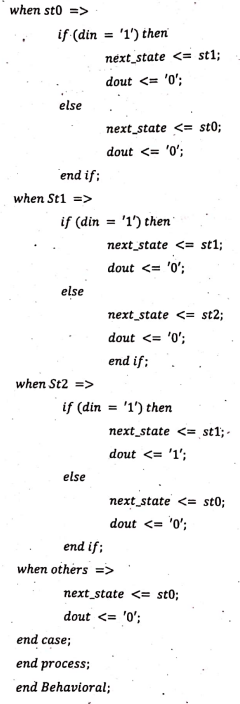 when st0 =>
if (din = '1') then
next_state <= st1;
dout <= '0';
else
next_state <= st0;
dout <= '0';
end if;
when St1 =>
if (din = '1') then
next_state <= st1;
dout <= '0';
else
next_state <= st2;
dout <= '0';
end if;
when St2 =>
if (din = '1') then
next_state <= st1;
dout <= '1';
else
next_state <= st0;
dout <= '0';
end if;
when others =>
next_state <= st0;
dout <= '0';
end case;
end process;
end Behavioral;